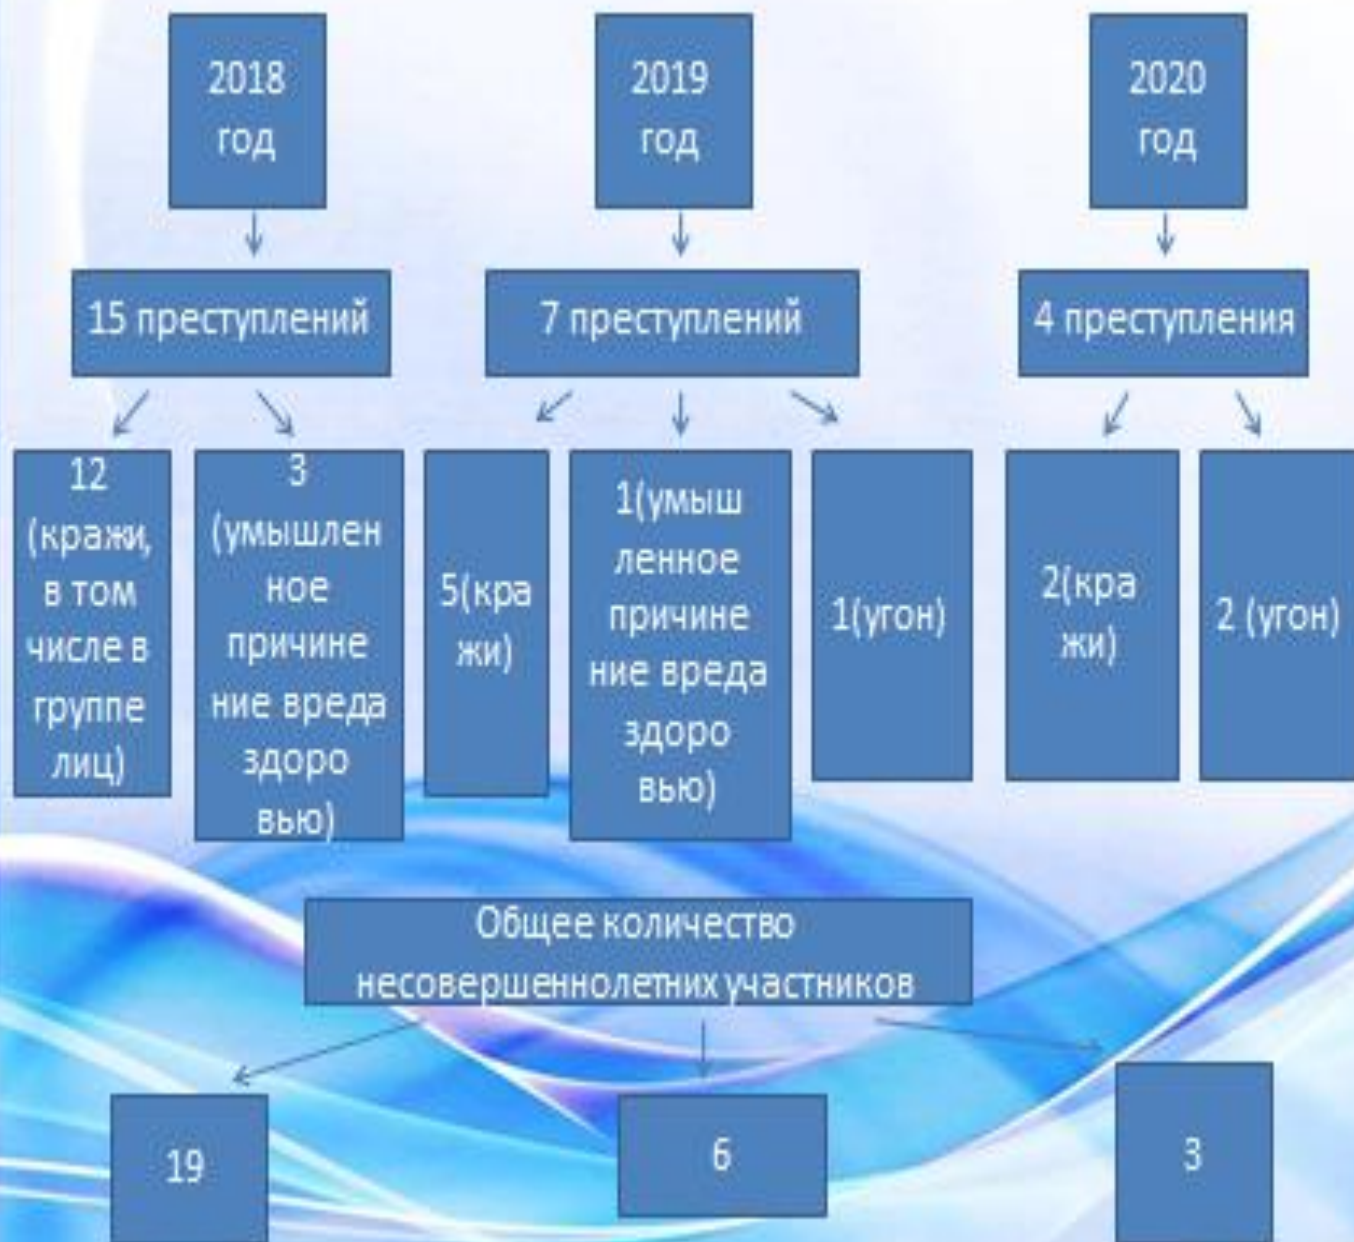 2018
год
2019
год
2020
год
15 преступлений
7 преступлений
4 преступления
12
(кражи,
в том
числе в
группе
лиц)
3
(умышлен
ное
причине
ние вреда
здоро
вью)
5(кра
жи)
1(умыш
ленное
причине
ние вреда
здоро
вью)
1(угон)
2(кра
жи)
2 (угон)
Общее количество
несовершеннолетних участников
19
6
3